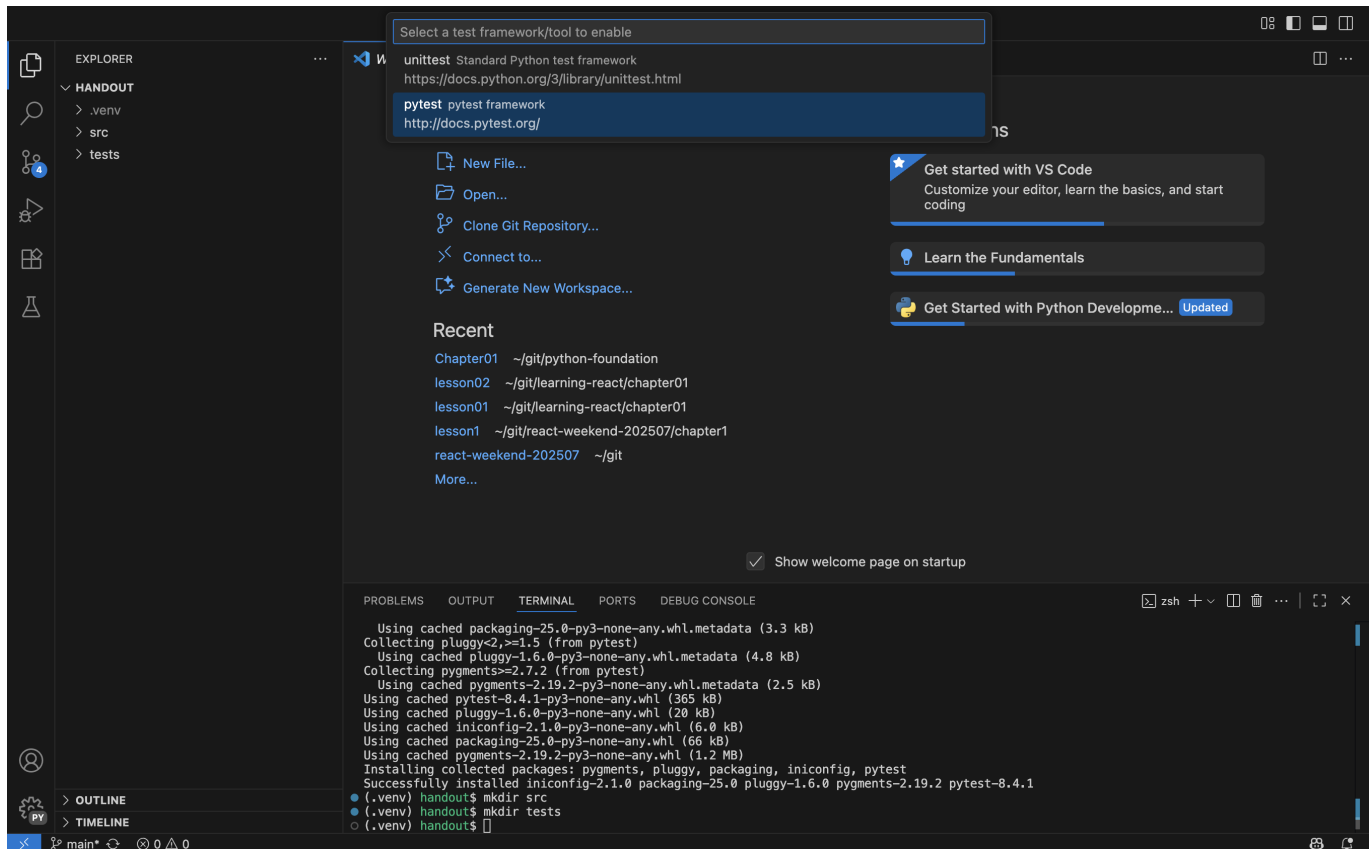 Select a test framework/tool to enable
unittest Standard Python test framework
https://docs.python.org/3/library/unittest.html
pytest pytest framework
http://docs.pytest.org/
EXPLORER
HANDOUT
.venv
src
tests
4
W
ns
New File...
Open...
Clone Git Repository...
Connect to...
Generate New Workspace...
Recent
Chapter01 ~/git/python-foundation
lesson02 ~/git/learning-react/chapter01
lesson01 ~/git/learning-react/chapter01
lesson1 ~/git/react-weekend-202507/chapter1
react-weekend-202507 ~/git
More...
Get started with VS Code
Customize your editor, learn the basics, and start
coding
Learn the Fundamentals
Get Started with Python Developme... Updated
Show welcome page on startup
PROBLEMS OUTPUT TERMINAL PORTS DEBUG CONSOLE
zsh
Using cached packaging-25.0-py3-none-any.whl.metadata (3.3 kB)
Collecting pluggy<2,>=1.5 (from pytest)
Using cached pluggy-1.6.0-py3-none-any.whl.metadata (4.8 kB)
Collecting pygments>=2.7.2 (from pytest)
Using cached pygments-2.19.2-py3-none-any.whl.metadata (2.5 kB)
Using cached pytest-8.4.1-py3-none-any.whl (365 kB)
Using cached pluggy-1.6.0-py3-none-any.whl (20 kB)
Using cached iniconfig-2.1.0-py3-none-any.whl (6.0 kB)
Using cached packaging-25.0-py3-none-any.whl (66 kB)
Using cached pygments-2.19.2-py3-none-any.whl (1.2 MB)
Installing collected packages: pygments, pluggy, packaging, iniconfig, pytest
Successfully installed iniconfig-2.1.0 packaging-25.0 pluggy-1.6.0 pygments-2.19.2 pytest-8.4.1
(.venv) handout$ mkdir src
(.venv) handout$ mkdir tests
(.venv) handout$
OUTLINE
TIMELINE
PY
main* 0 0